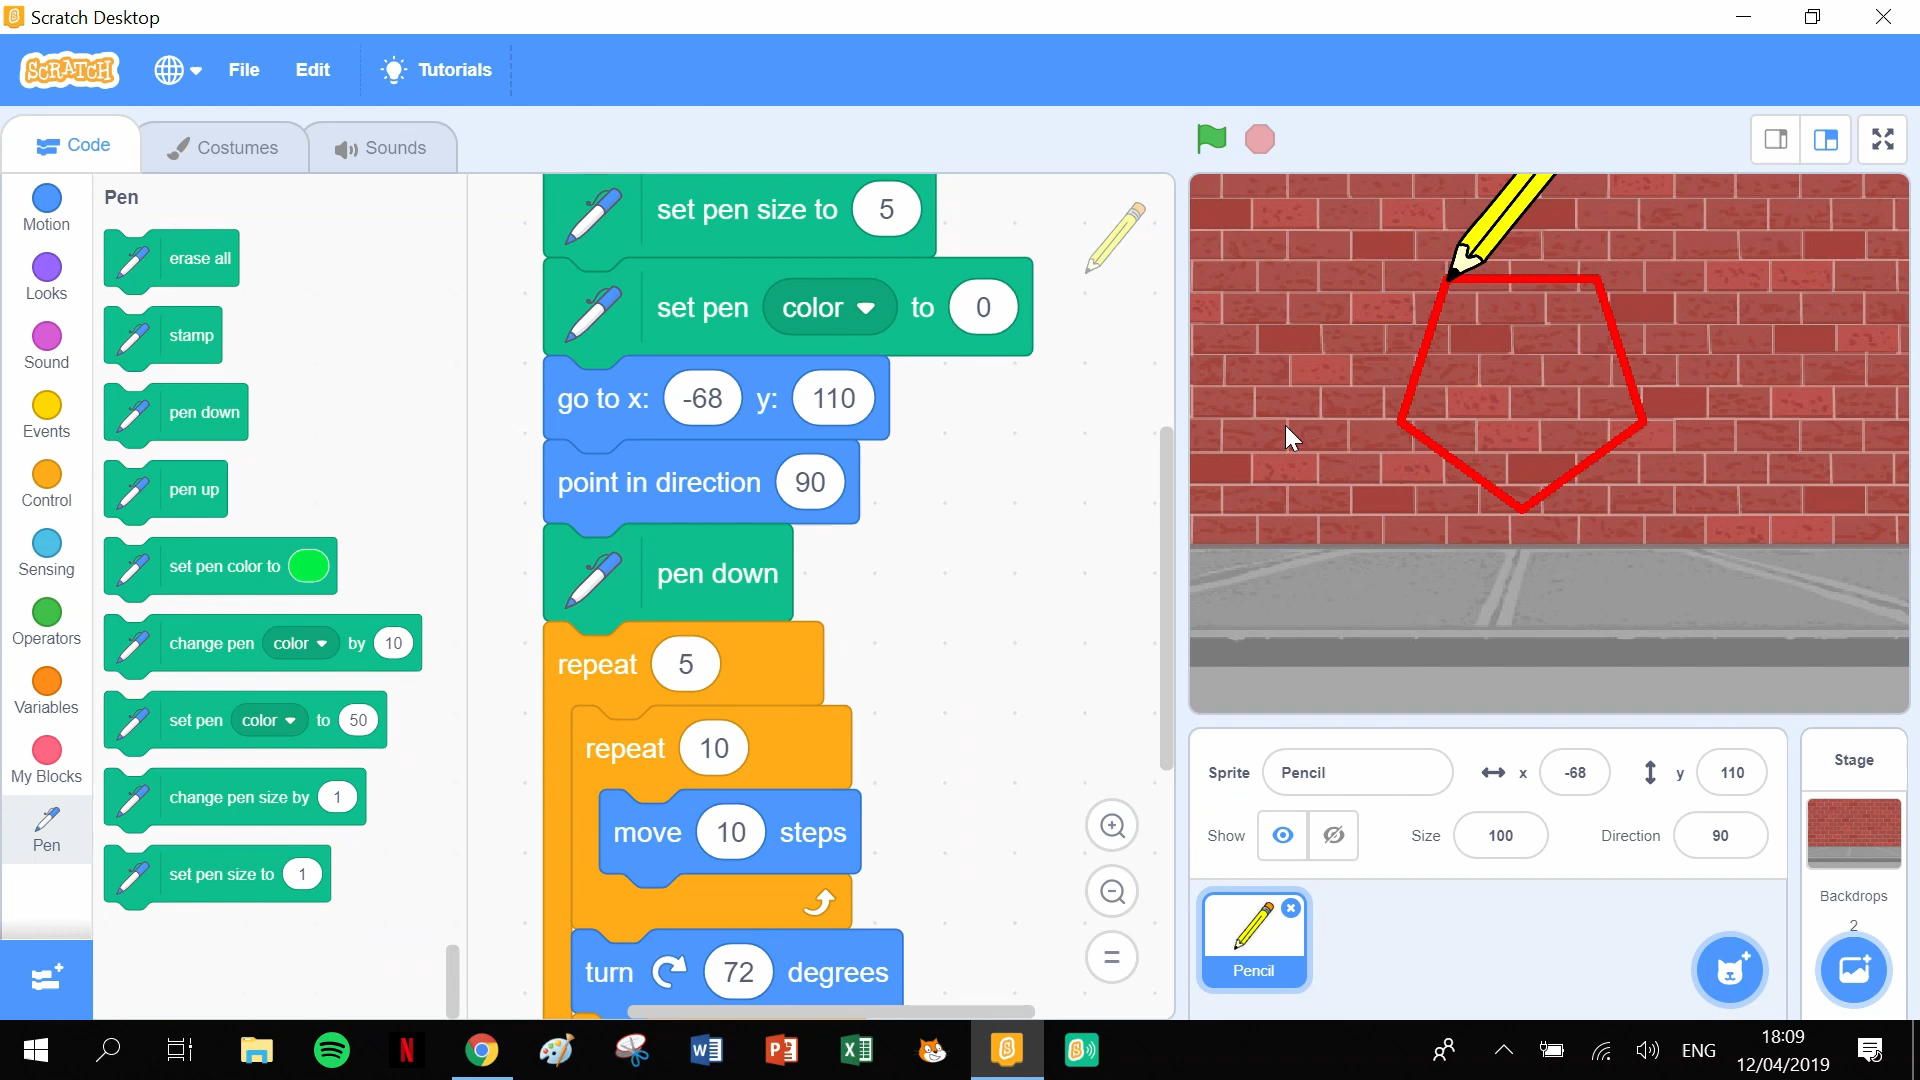 Scratch Desktop
SCRATCH File Edit Tutorials
Code Costumes Sounds
Motion
Looks
Sound
Events
Control
Sensing
Operators
Variables
My Blocks
Pen
Pen
erase all
stamp
pen down
pen up
set pen color to
change pen color by 10
set pen color to 50
change pen size by 1
set pen size to 1
set pen size to 5
set pen color to 0
go to x: -68 y: 110
point in direction 90
pen down
repeat 5
repeat 10
move 10 steps
turn 72 degrees
Sprite Pencil x -68 y 110
Show Size 100 Direction 90
Pencil
Stage
Backdrops
2
ENG
18:09
12/04/2019